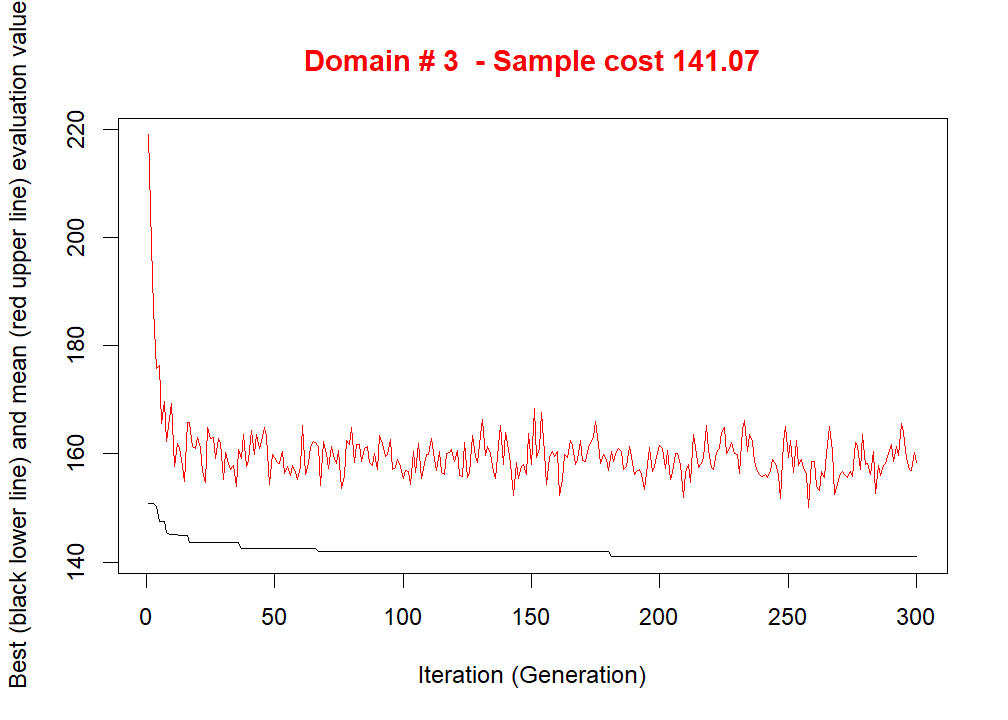 Domain # 3  - Sample cost 141.07
Best (black lower line) and mean (red upper line) evaluation value
220
200
180
160
140
0 50 100 150 200 250 300
Iteration (Generation)